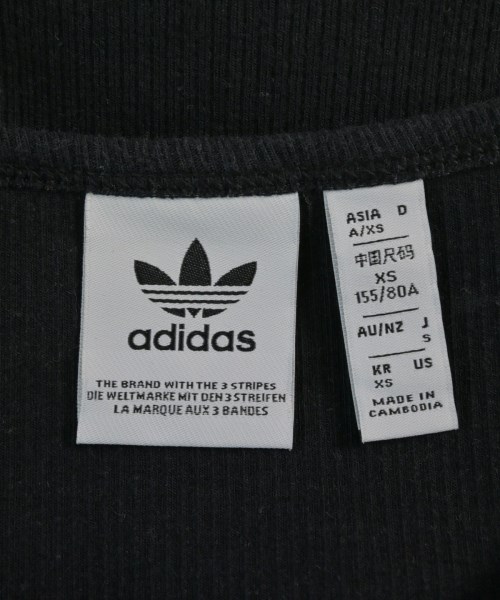 adidas
THE BRAND WITH THE 3 STRIPES
DIE WELTMARKE MIT DEN 3 STREIFEN
LA MARQUE AUX 3 BANDES
ASIA D
A/XS
中国尺码
XS
155/80A
AU/NZ J
S
KR US
XS
MADE IN
CAMBODIA